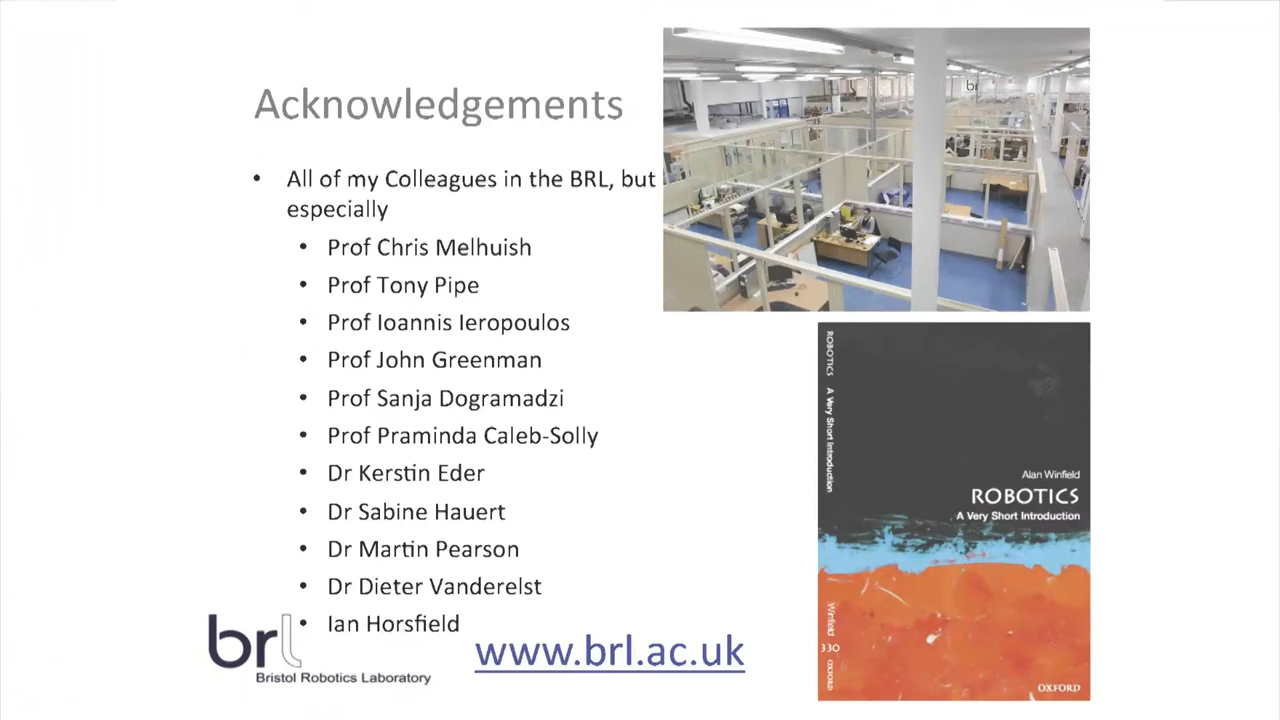 Acknowledgements
• All of my Colleagues in the BRL, but
especially
• Prof Chris Melhuish
• Prof Tony Pipe
• Prof Ioannis Ieropoulos
• Prof John Greenman
• Prof Sanja Dogramadzi
• Prof Praminda Caleb-Solly
• Dr Kerstin Eder
• Dr Sabine Hauert
• Dr Martin Pearson
• Dr Dieter Vanderelst
• Ian Horsfield
brl
Bristol Robotics Laboratory
www.brl.ac.uk
br
ROBOTICS A Very Short Introduction
Winfield
330
OXFORD
Alan Winfield
ROBOTICS
A Very Short Introduction
OXFORD